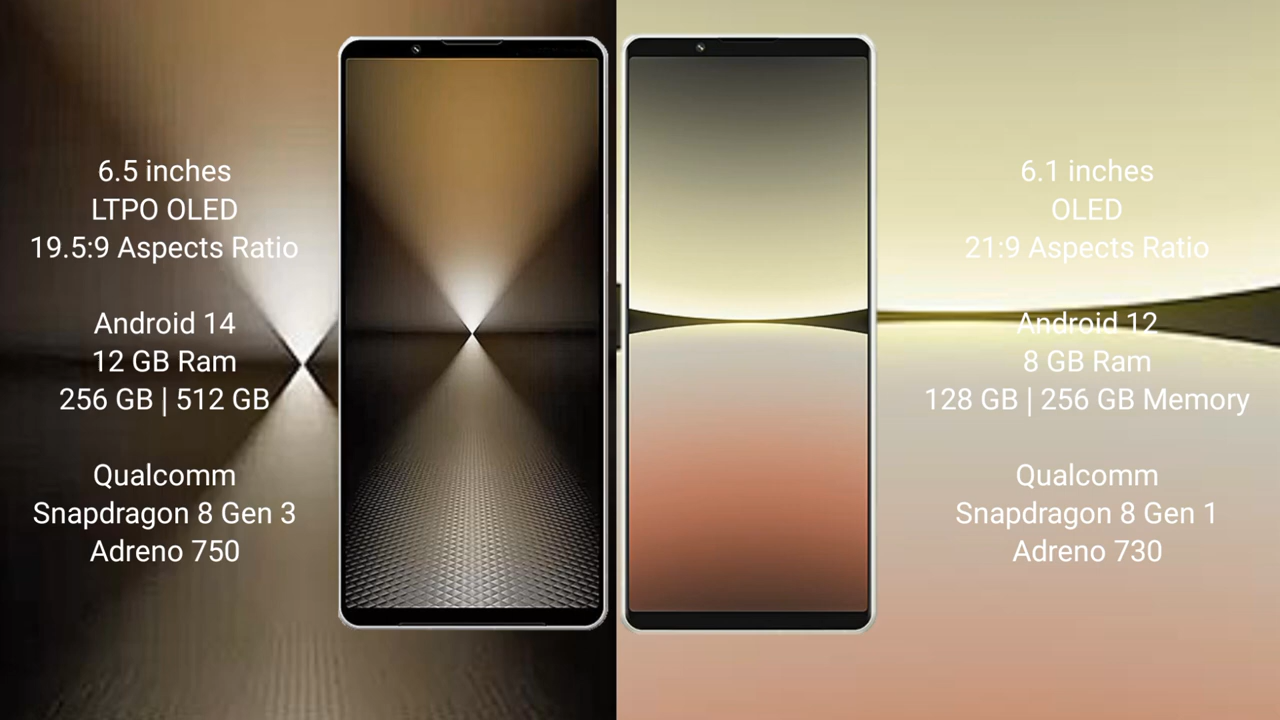 6.5 inches
LTPO OLED
19.5:9 Aspects Ratio
Android 14
12 GB Ram
256 GB | 512 GB
Qualcomm
Snapdragon 8 Gen 3
Adreno 750
6.1 inches
OLED
21:9 Aspects Ratio
Android 12
8 GB Ram
128 GB | 256 GB Memory
Qualcomm
Snapdragon 8 Gen 1
Adreno 730